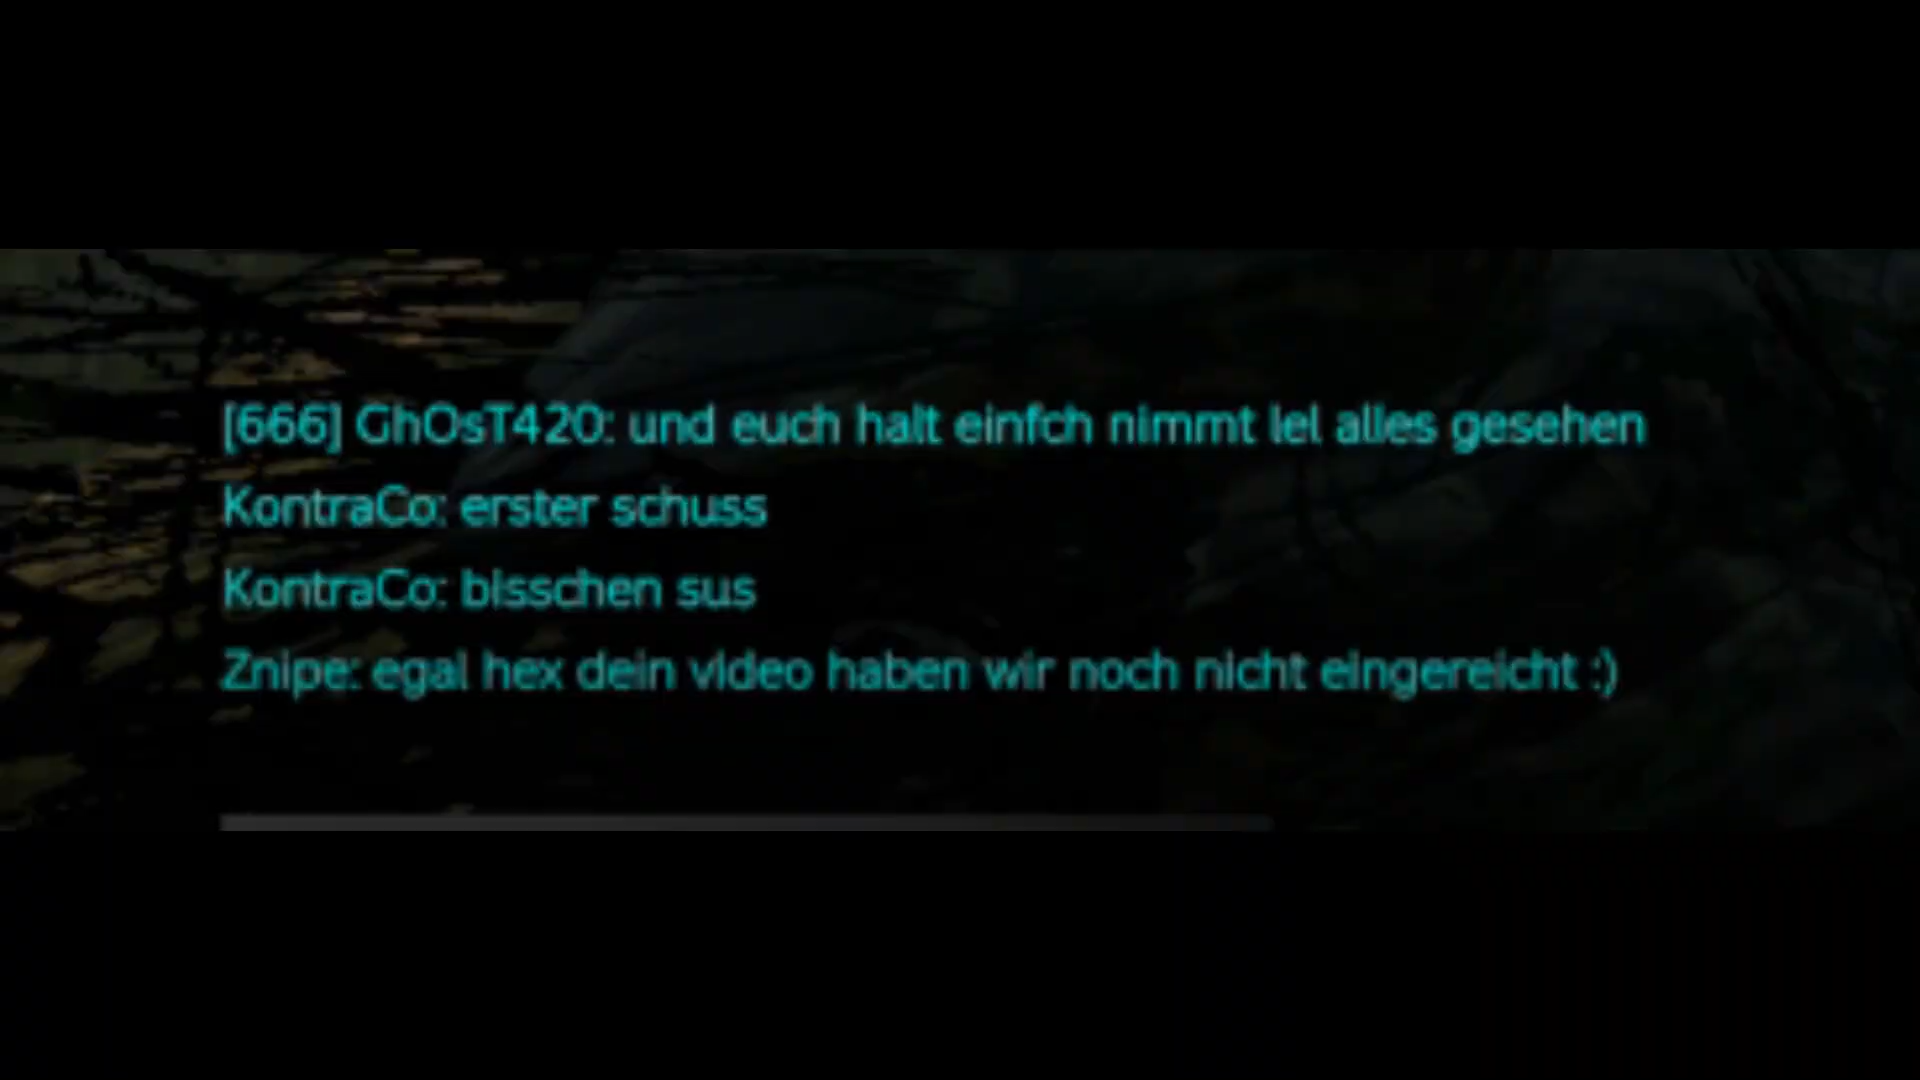 [666] GhOsT420: und euch halt einfch nimmt lel alles gesehen
KontraCo: erster schuss
KontraCo: bisschen sus
Znipe: egal hex dein video haben wir noch nicht eingereicht :)